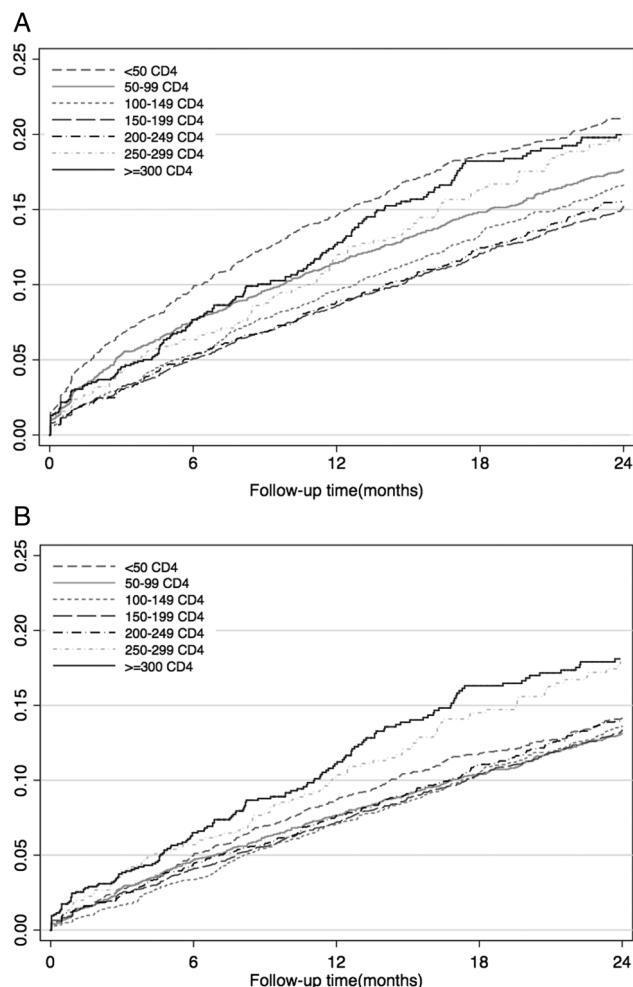 A
0.25
0.20
0.15
0.10
0.05
0.00
<50 CD4
50-99 CD4
100-149 CD4
150-199 CD4
200-249 CD4
250-299 CD4
>=300 CD4
0 6 12 18 24
Follow-up time(months)
B
0.25
0.20
0.15
0.10
0.05
0.00
<50 CD4
50-99 CD4
100-149 CD4
150-199 CD4
200-249 CD4
250-299 CD4
>=300 CD4
0 6 12 18 24
Follow-up time(months)